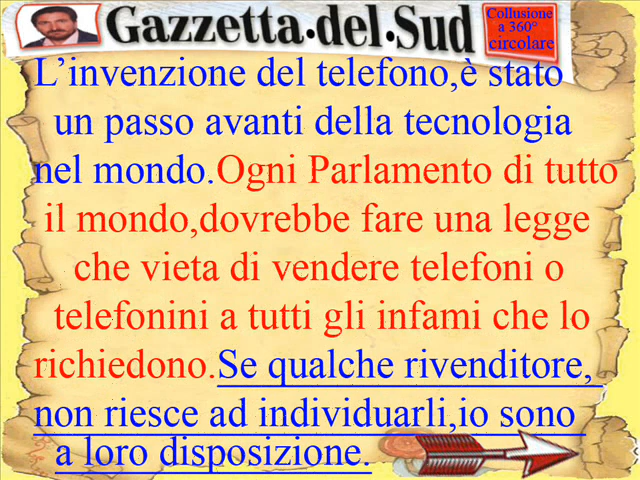 Gazzetta·del·Sud
Collusione
a 360°
circolare
L'invenzione del telefono,è stato
un passo avanti della tecnologia
nel mondo.Ogni Parlamento di tutto
il mondo,dovrebbe fare una legge
che vieta di vendere telefoni o
telefonini a tutti gli infami che lo
richiedono.Se qualche rivenditore,
non riesce ad individuarli,io sono
a loro disposizione.